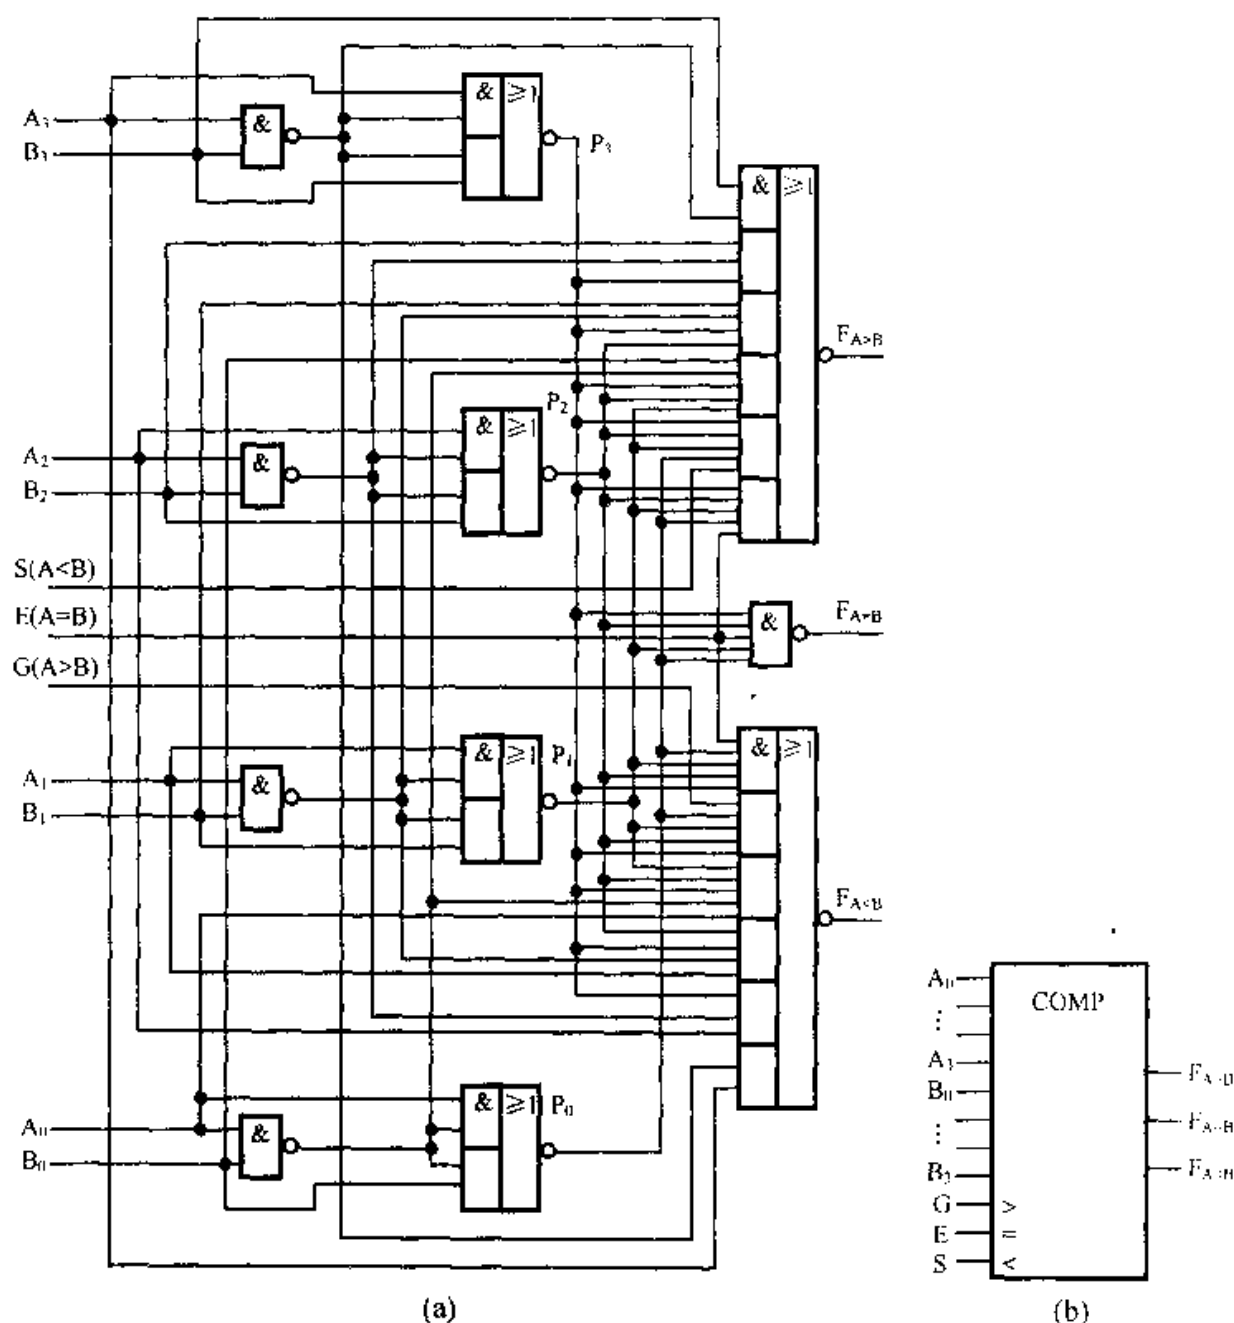 & ≥1
A3
&
B3
P3
& ≥1
FA>B
P2
& ≥1
A2
&
B2
S(A<B)
E(A=B)
FA=B
&
G(A>B)
& ≥1
& ≥1
P1
A1
&
B1
FA<B
A0
COMP
⋮
A3
B0
& ≥1
P0
A0
&
B0
⋮
B3
G >
E =
S <
(a)
(b)